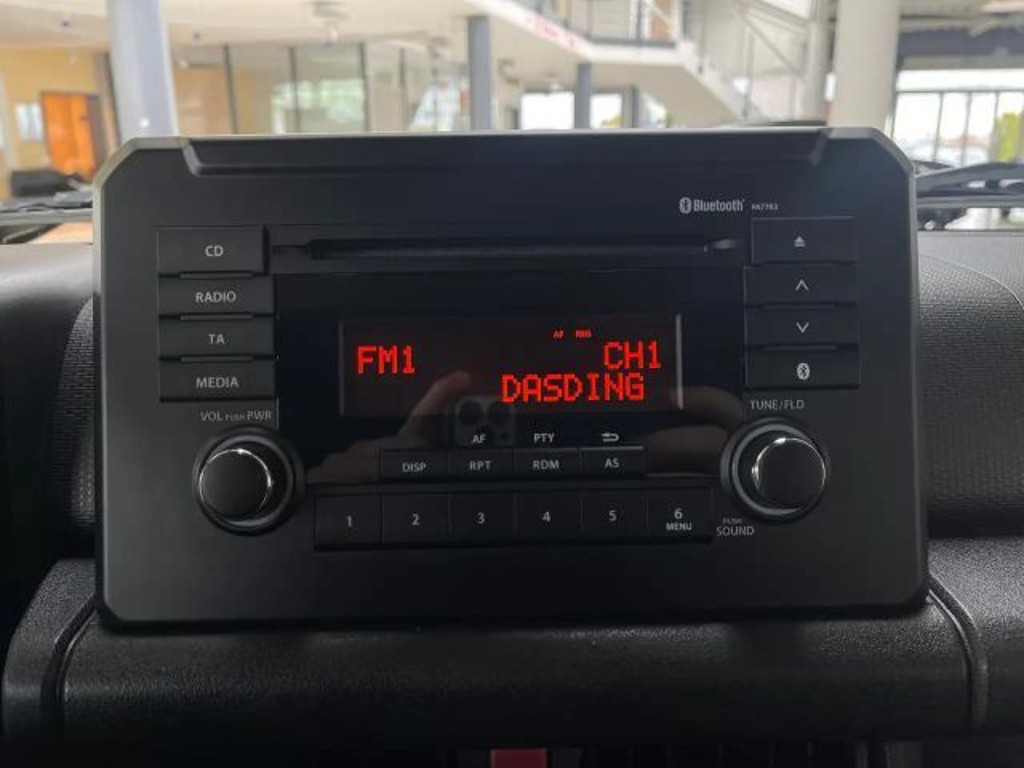 Bluetooth
CD
RADIO
TA
MEDIA
AF
FM1 CH1
DASDING
VOL PUSH PWR
TUNE/FLD
AF PTY
DISP RPT RDM AS
1 2 3 4 5 6
MENU
PUSH
SOUND